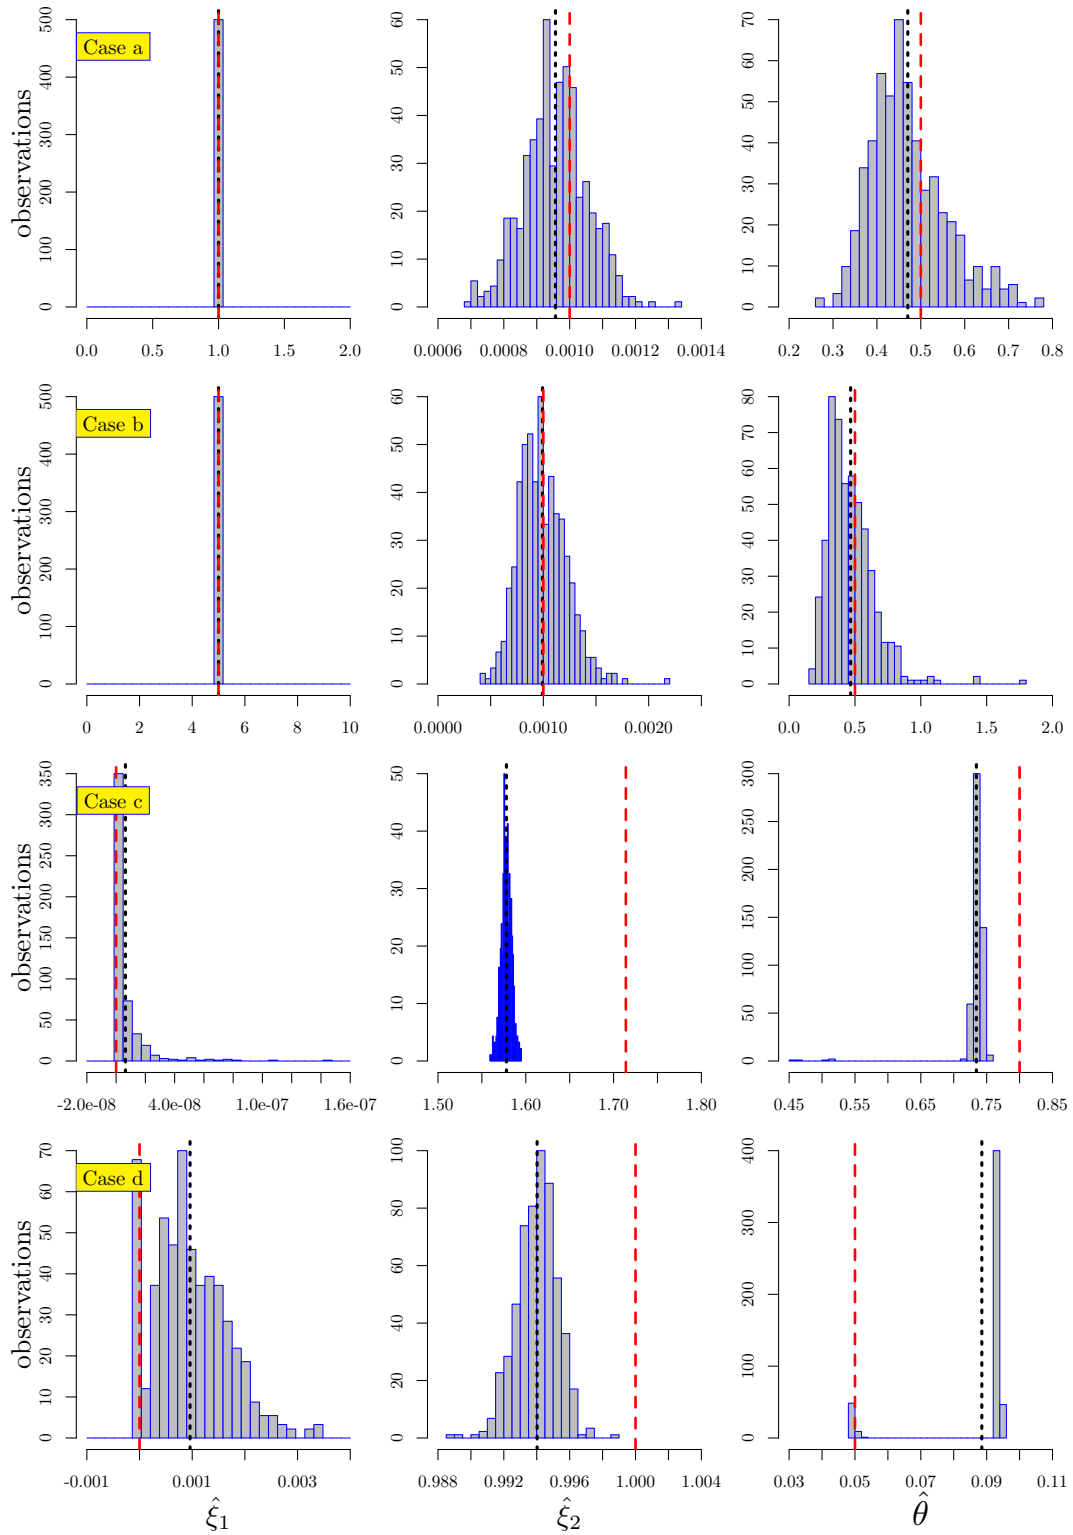 Case a
observations
0 100 200 300 400 500
0.0 0.5 1.0 1.5 2.0
0 10 20 30 40 50 60
0.0006 0.0008 0.0010 0.0012 0.0014
0 10 20 30 40 50 60 70
0.2 0.3 0.4 0.5 0.6 0.7 0.8
Case b
observations
0 100 200 300 400 500
0 2 4 6 8 10
0 10 20 30 40 50 60
0.0000 0.0010 0.0020
0 10 20 30 40 50 60 70 80
0.0 0.5 1.0 1.5 2.0
Case c
observations
0 50 100 150 200 250 300 350
-2.0e-08 4.0e-08 1.0e-07 1.6e-07
0 10 20 30 40 50
1.50 1.60 1.70 1.80
0 50 100 150 200 250 300
0.45 0.55 0.65 0.75 0.85
Case d
observations
0 10 20 30 40 50 60 70
-0.001 0.001 0.003
0 20 40 60 80 100
0.988 0.992 0.996 1.000 1.004
0 100 200 300 400
0.03 0.05 0.07 0.09 0.11
ξ̂₁
ξ̂₂
θ̂